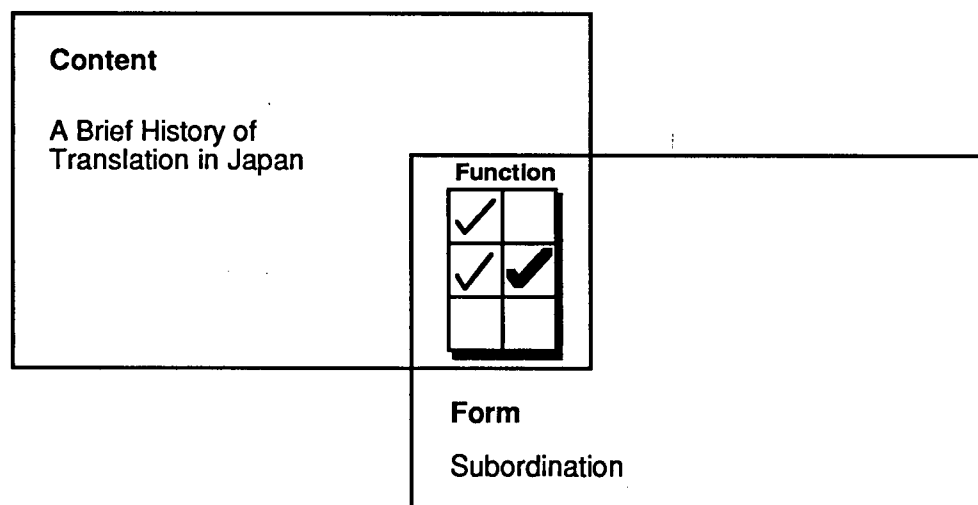 Content
A Brief History of
Translation in Japan
Function
Form
Subordination